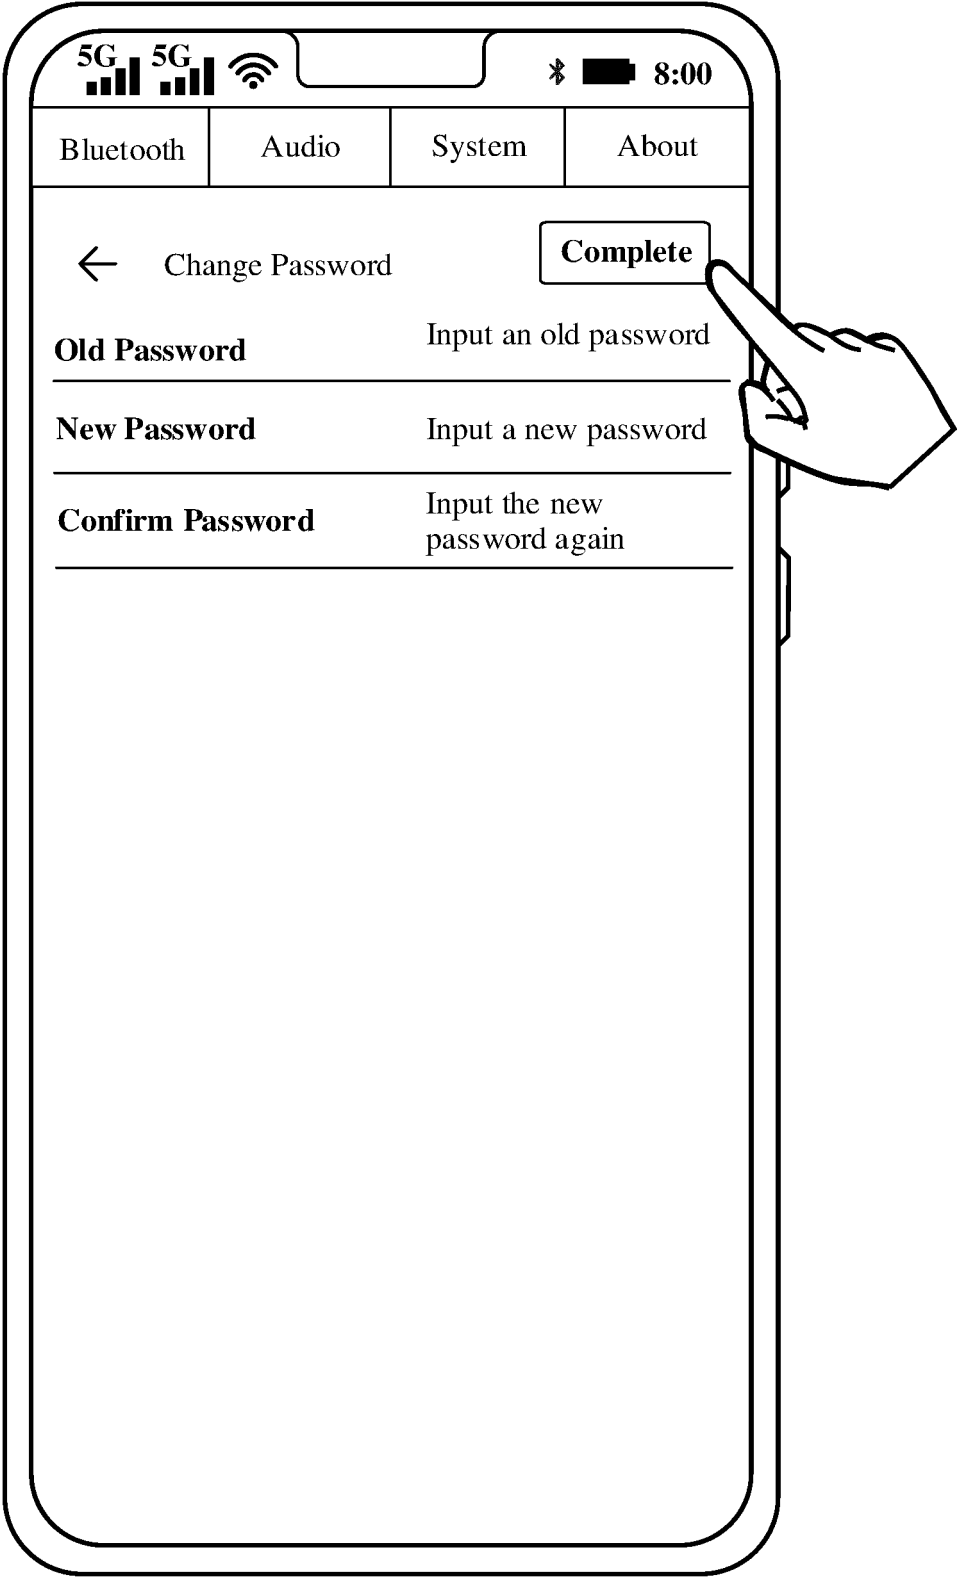 5G 5G 8:00
Bluetooth Audio System About
Change Password Complete
Old Password Input an old password
New Password Input a new password
Confirm Password Input the new
password again